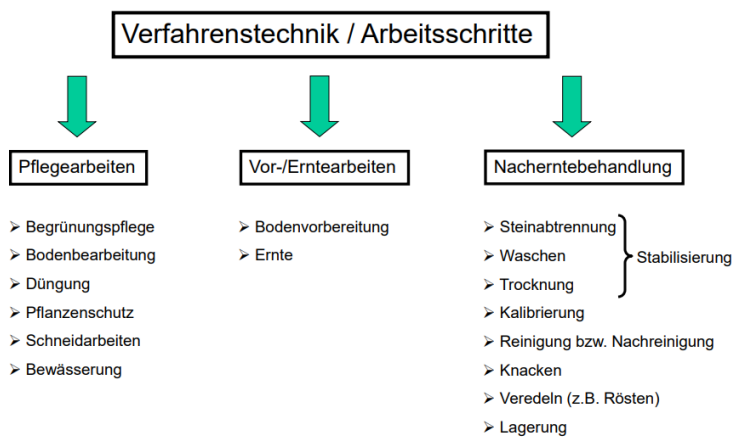 Verfahrenstechnik / Arbeitsschritte
Pflegearbeiten
Begrünungspflege
Bodenbearbeitung
Düngung
Pflanzenschutz
Schneidarbeiten
Bewässerung
Vor-/Erntearbeiten
Bodenvorbereitung
Ernte
Nacherntebehandlung
Steinabtrennung
Waschen
Trocknung
Stabilisierung
Kalibrierung
Reinigung bzw. Nachreinigung
Knacken
Veredeln (z.B. Rösten)
Lagerung